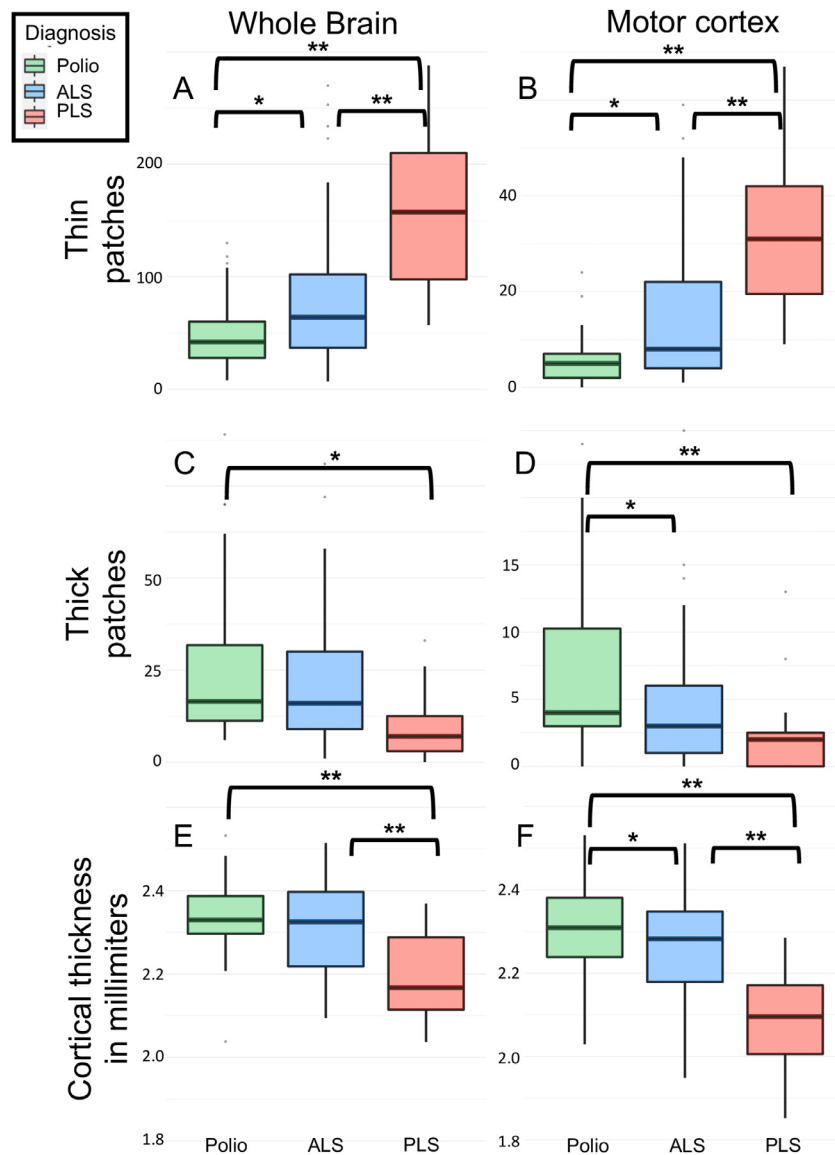 Diagnosis
Polio
ALS
PLS
Whole Brain
Motor cortex
A
**
*
**
B
**
*
**
Thin
patches
200
100
0
40
20
0
C
*
D
**
*
Thick
patches
50
25
0
15
10
5
0
E
**
**
F
**
*
**
Cortical thickness
in millimiters
2.4
2.2
2.0
1.8
2.4
2.2
2.0
1.8
Polio
ALS
PLS
Polio
ALS
PLS